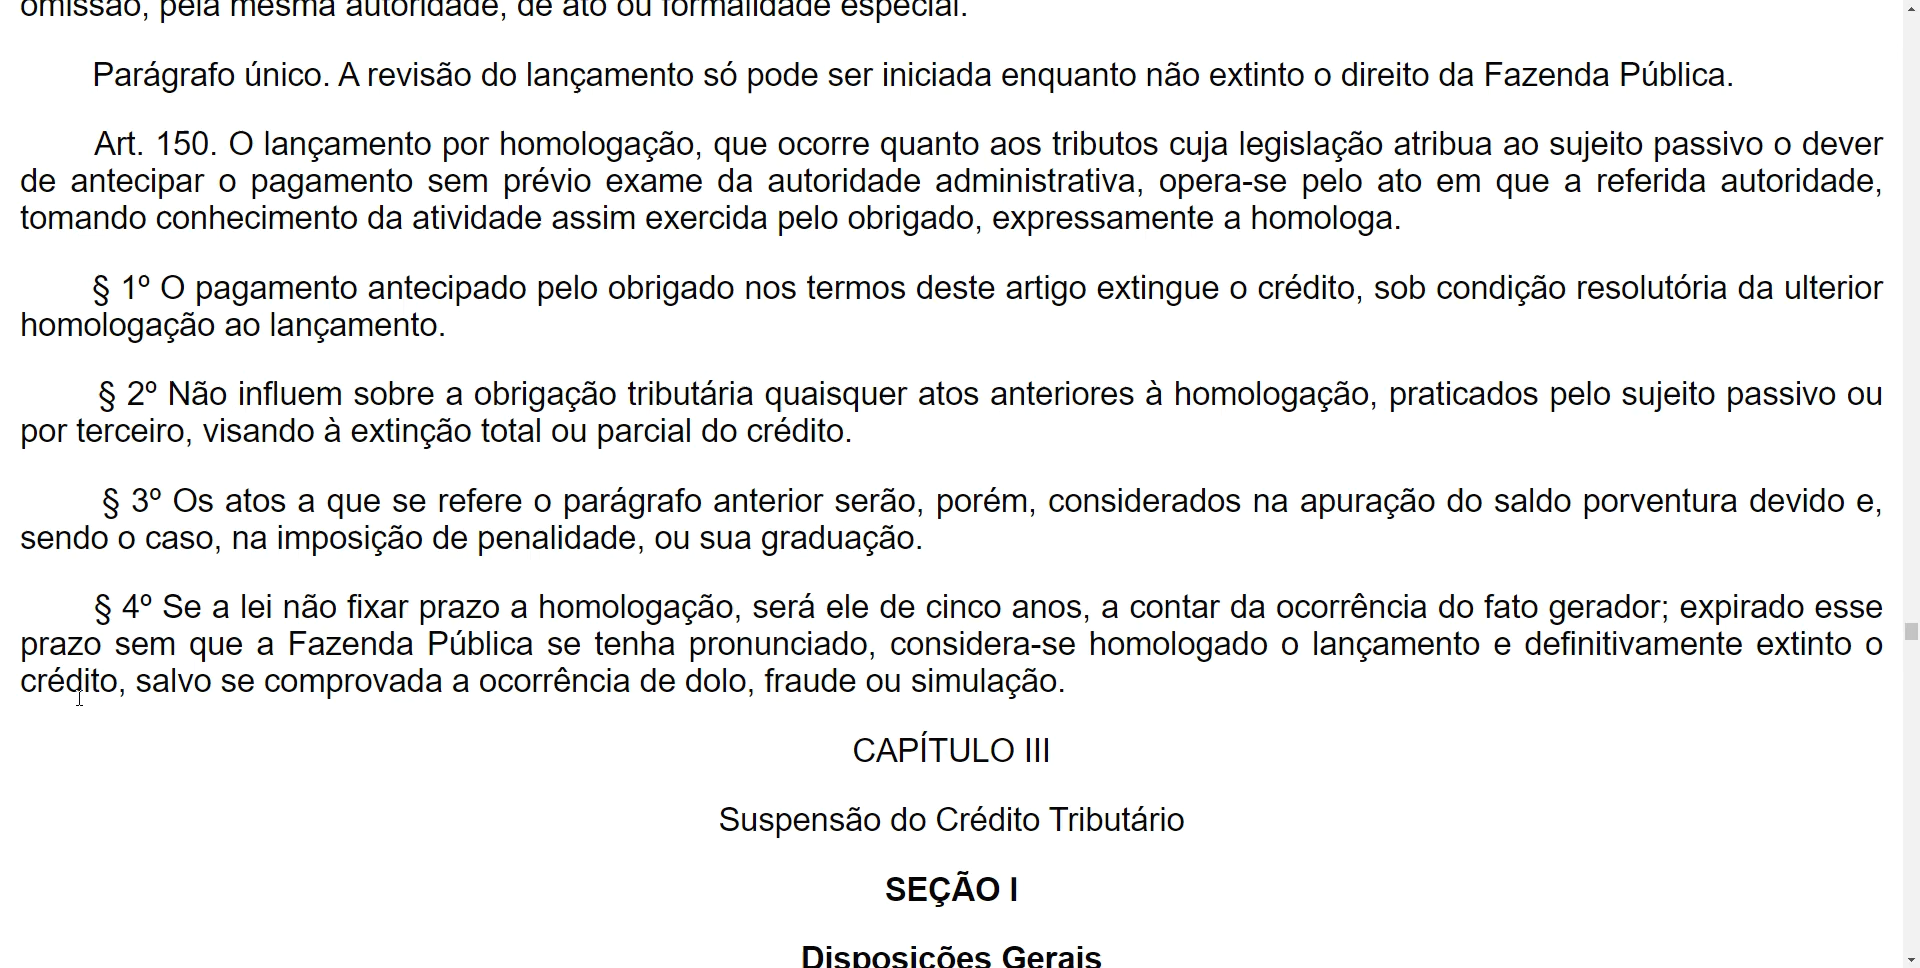 omissão, pela mesma autoridade, de ato ou formalidade especial.
Parágrafo único. A revisão do lançamento só pode ser iniciada enquanto não extinto o direito da Fazenda Pública.
Art. 150. O lançamento por homologação, que ocorre quanto aos tributos cuja legislação atribua ao sujeito passivo o dever
de antecipar o pagamento sem prévio exame da autoridade administrativa, opera-se pelo ato em que a referida autoridade,
tomando conhecimento da atividade assim exercida pelo obrigado, expressamente a homologa.
§ 1º O pagamento antecipado pelo obrigado nos termos deste artigo extingue o crédito, sob condição resolutória da ulterior
homologação ao lançamento.
§ 2º Não influem sobre a obrigação tributária quaisquer atos anteriores à homologação, praticados pelo sujeito passivo ou
por terceiro, visando à extinção total ou parcial do crédito.
§ 3º Os atos a que se refere o parágrafo anterior serão, porém, considerados na apuração do saldo porventura devido e,
sendo o caso, na imposição de penalidade, ou sua graduação.
§ 4º Se a lei não fixar prazo a homologação, será ele de cinco anos, a contar da ocorrência do fato gerador; expirado esse
prazo sem que a Fazenda Pública se tenha pronunciado, considera-se homologado o lançamento e definitivamente extinto o
crédito, salvo se comprovada a ocorrência de dolo, fraude ou simulação.
CAPÍTULO III
Suspensão do Crédito Tributário
SEÇÃO I
Disposições Gerais